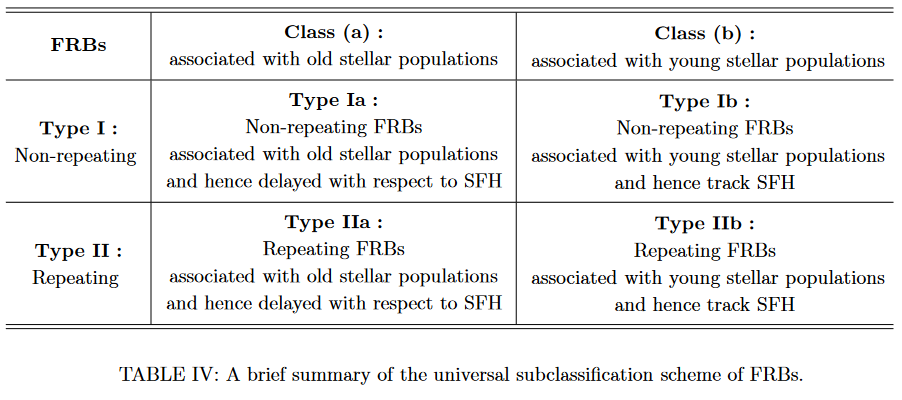 FRBs
Class (a) :
associated with old stellar populations
Class (b) :
associated with young stellar populations
Type I :
Non-repeating
Type Ia :
Non-repeating FRBs
associated with old stellar populations
and hence delayed with respect to SFH
Type Ib :
Non-repeating FRBs
associated with young stellar populations
and hence track SFH
Type II :
Repeating
Type IIa :
Repeating FRBs
associated with old stellar populations
and hence delayed with respect to SFH
Type IIb :
Repeating FRBs
associated with young stellar populations
and hence track SFH
TABLE IV: A brief summary of the universal subclassification scheme of FRBs.